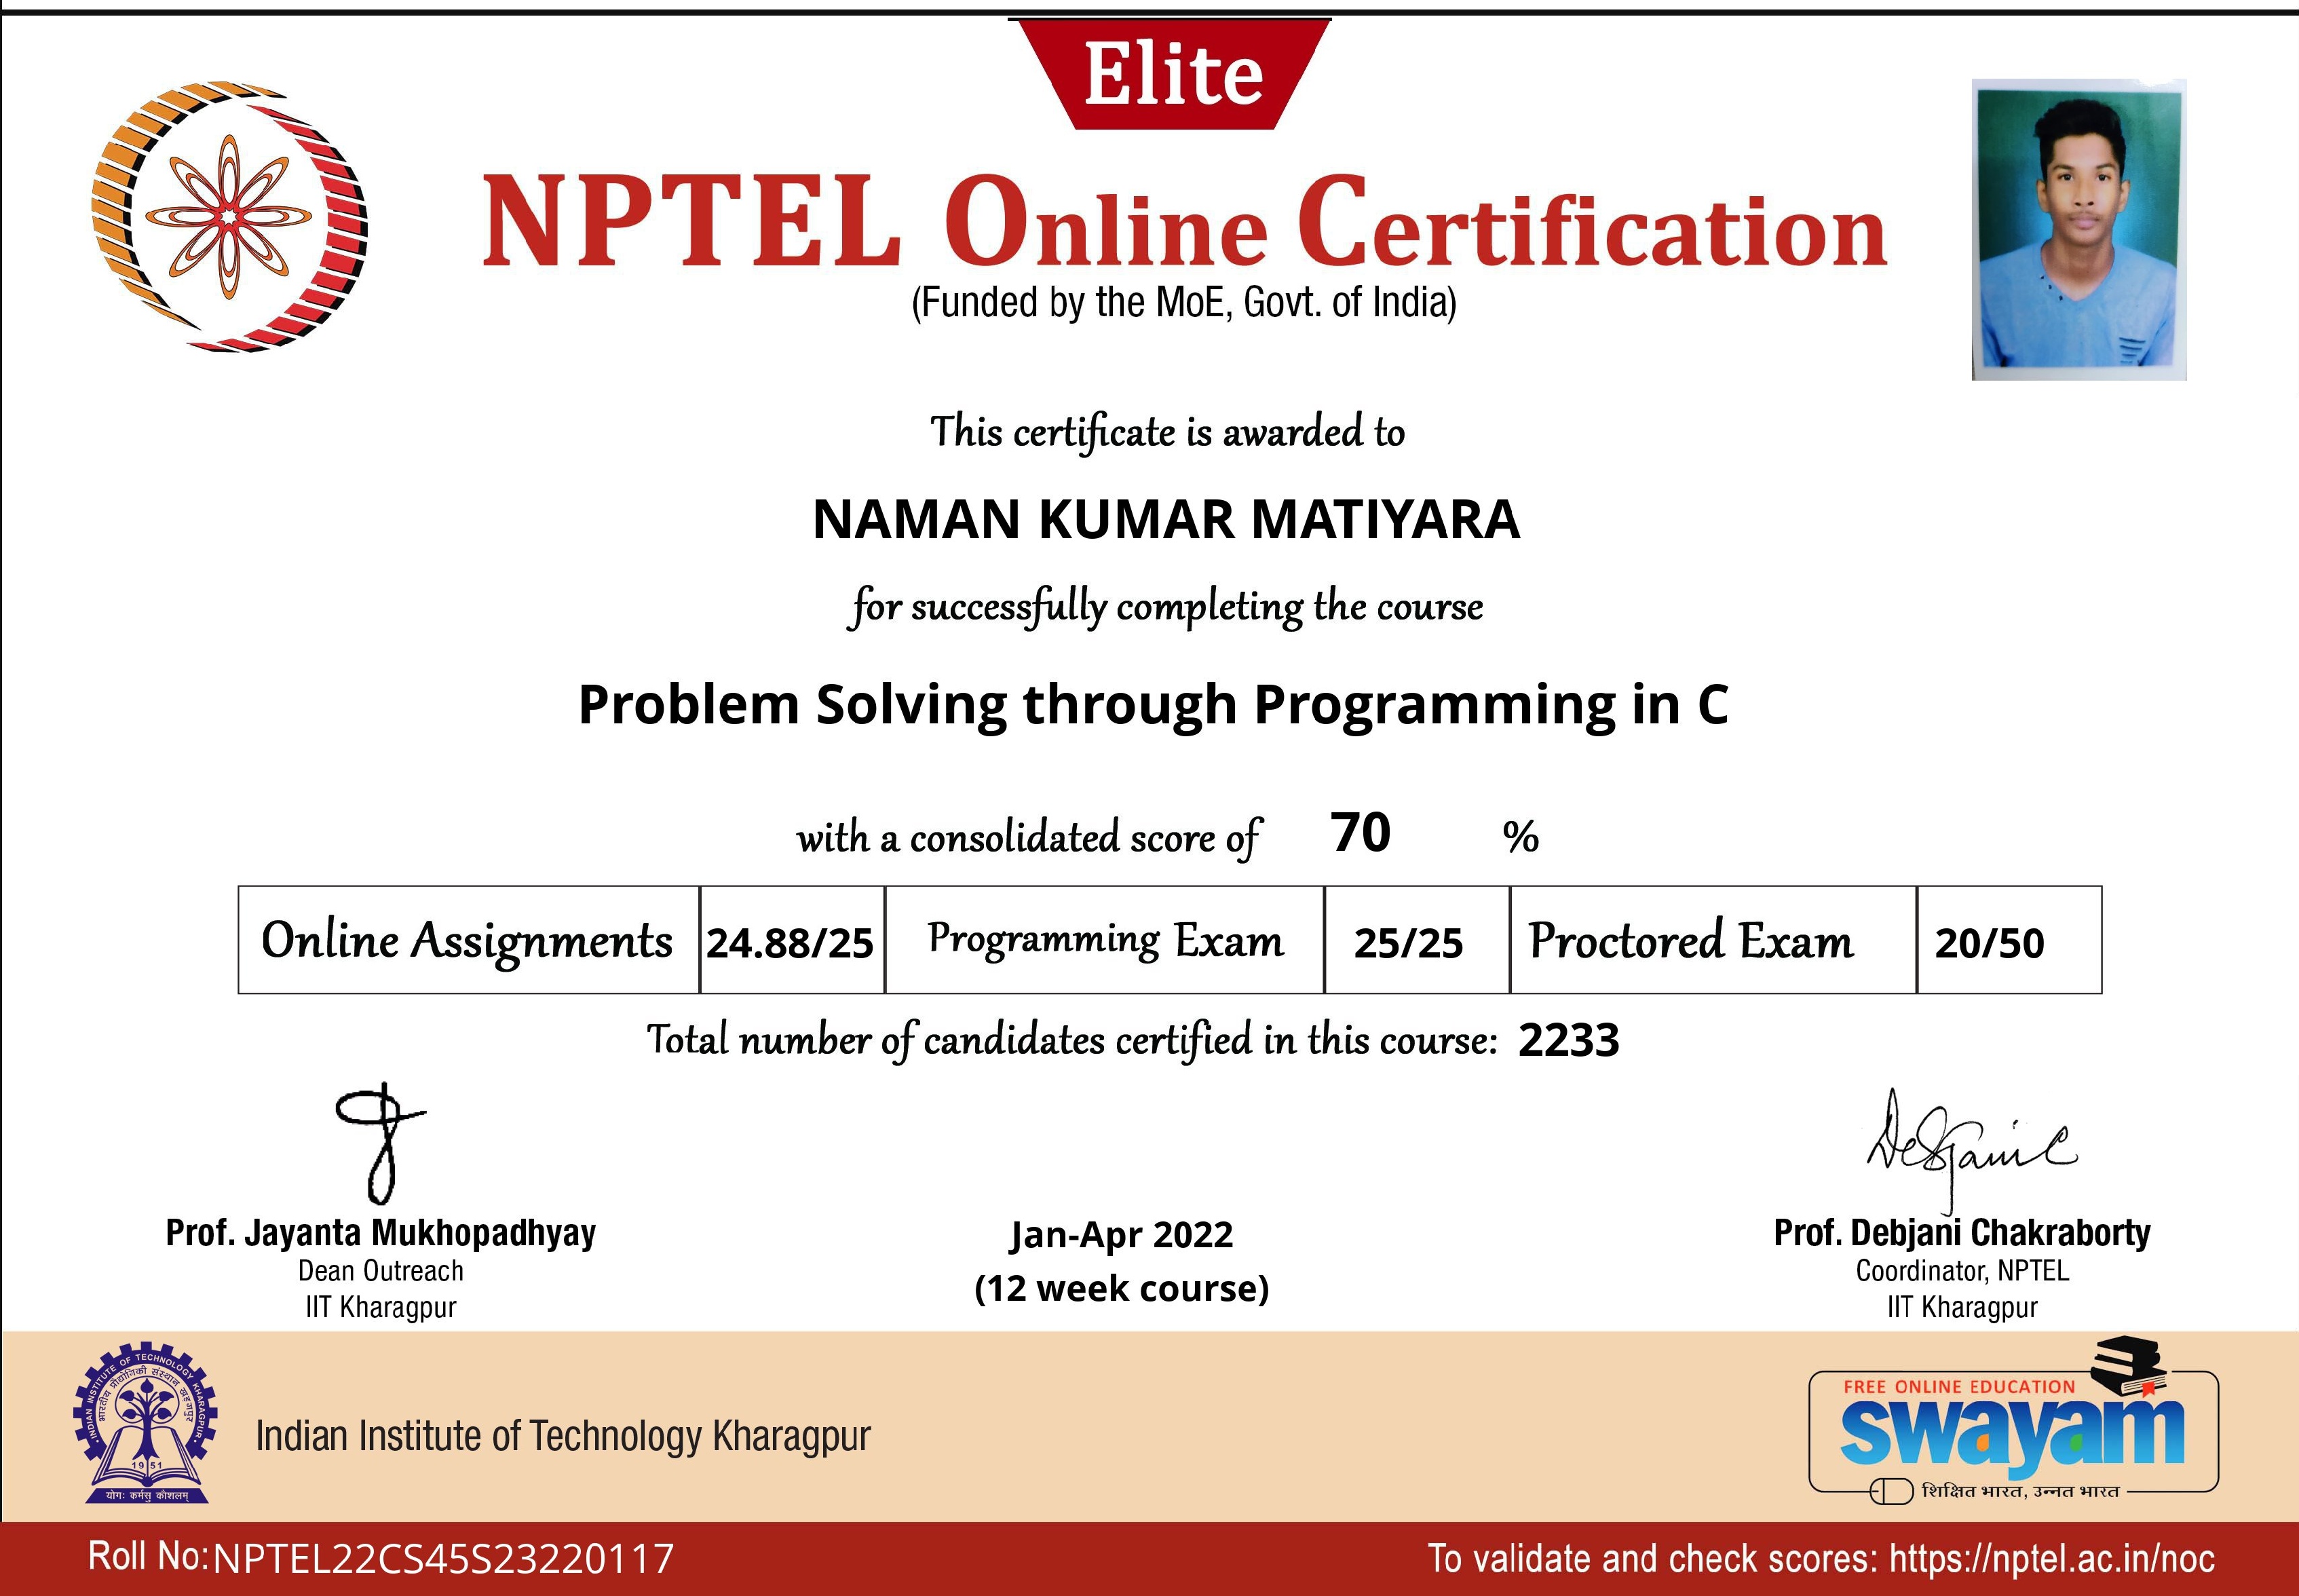 Elite
NPTEL Online Certification
(Funded by the MoE, Govt. of India)
This certificate is awarded to
NAMAN KUMAR MATIYARA
for successfully completing the course
Problem Solving through Programming in C
with a consolidated score of 70 %
Online Assignments 24.88/25 Programming Exam 25/25 Proctored Exam 20/50
Total number of candidates certified in this course: 2233
Debjani C
Prof. Jayanta Mukhopadhyay
Dean Outreach
IIT Kharagpur
Jan-Apr 2022
(12 week course)
Prof. Debjani Chakraborty
Coordinator, NPTEL
IIT Kharagpur
INDIAN INSTITUTE OF TECHNOLOGY KHARAGPUR
भारतीय प्रौद्योगिकी संस्थान खड़गपुर
1951
योगः कर्मसु कौशलम्
Indian Institute of Technology Kharagpur
FREE ONLINE EDUCATION
swayam
शिक्षित भारत, उन्नत भारत
Roll No:NPTEL22CS45S23220117
To validate and check scores: https://nptel.ac.in/noc